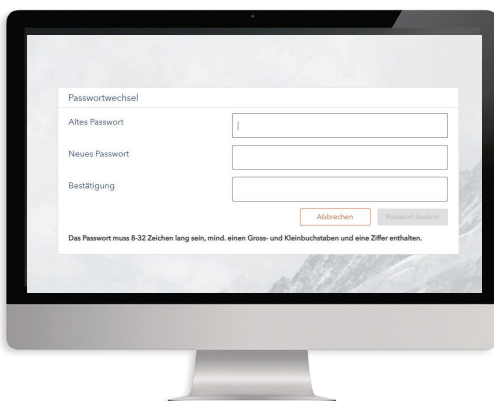 Passwortwechsel
Altes Passwort
Neues Passwort
Bestätigung
Abbrechen Passwort ändern
Das Passwort muss 8-32 Zeichen lang sein, mind. einen Gross- und Kleinbuchstaben und eine Ziffer enthalten.